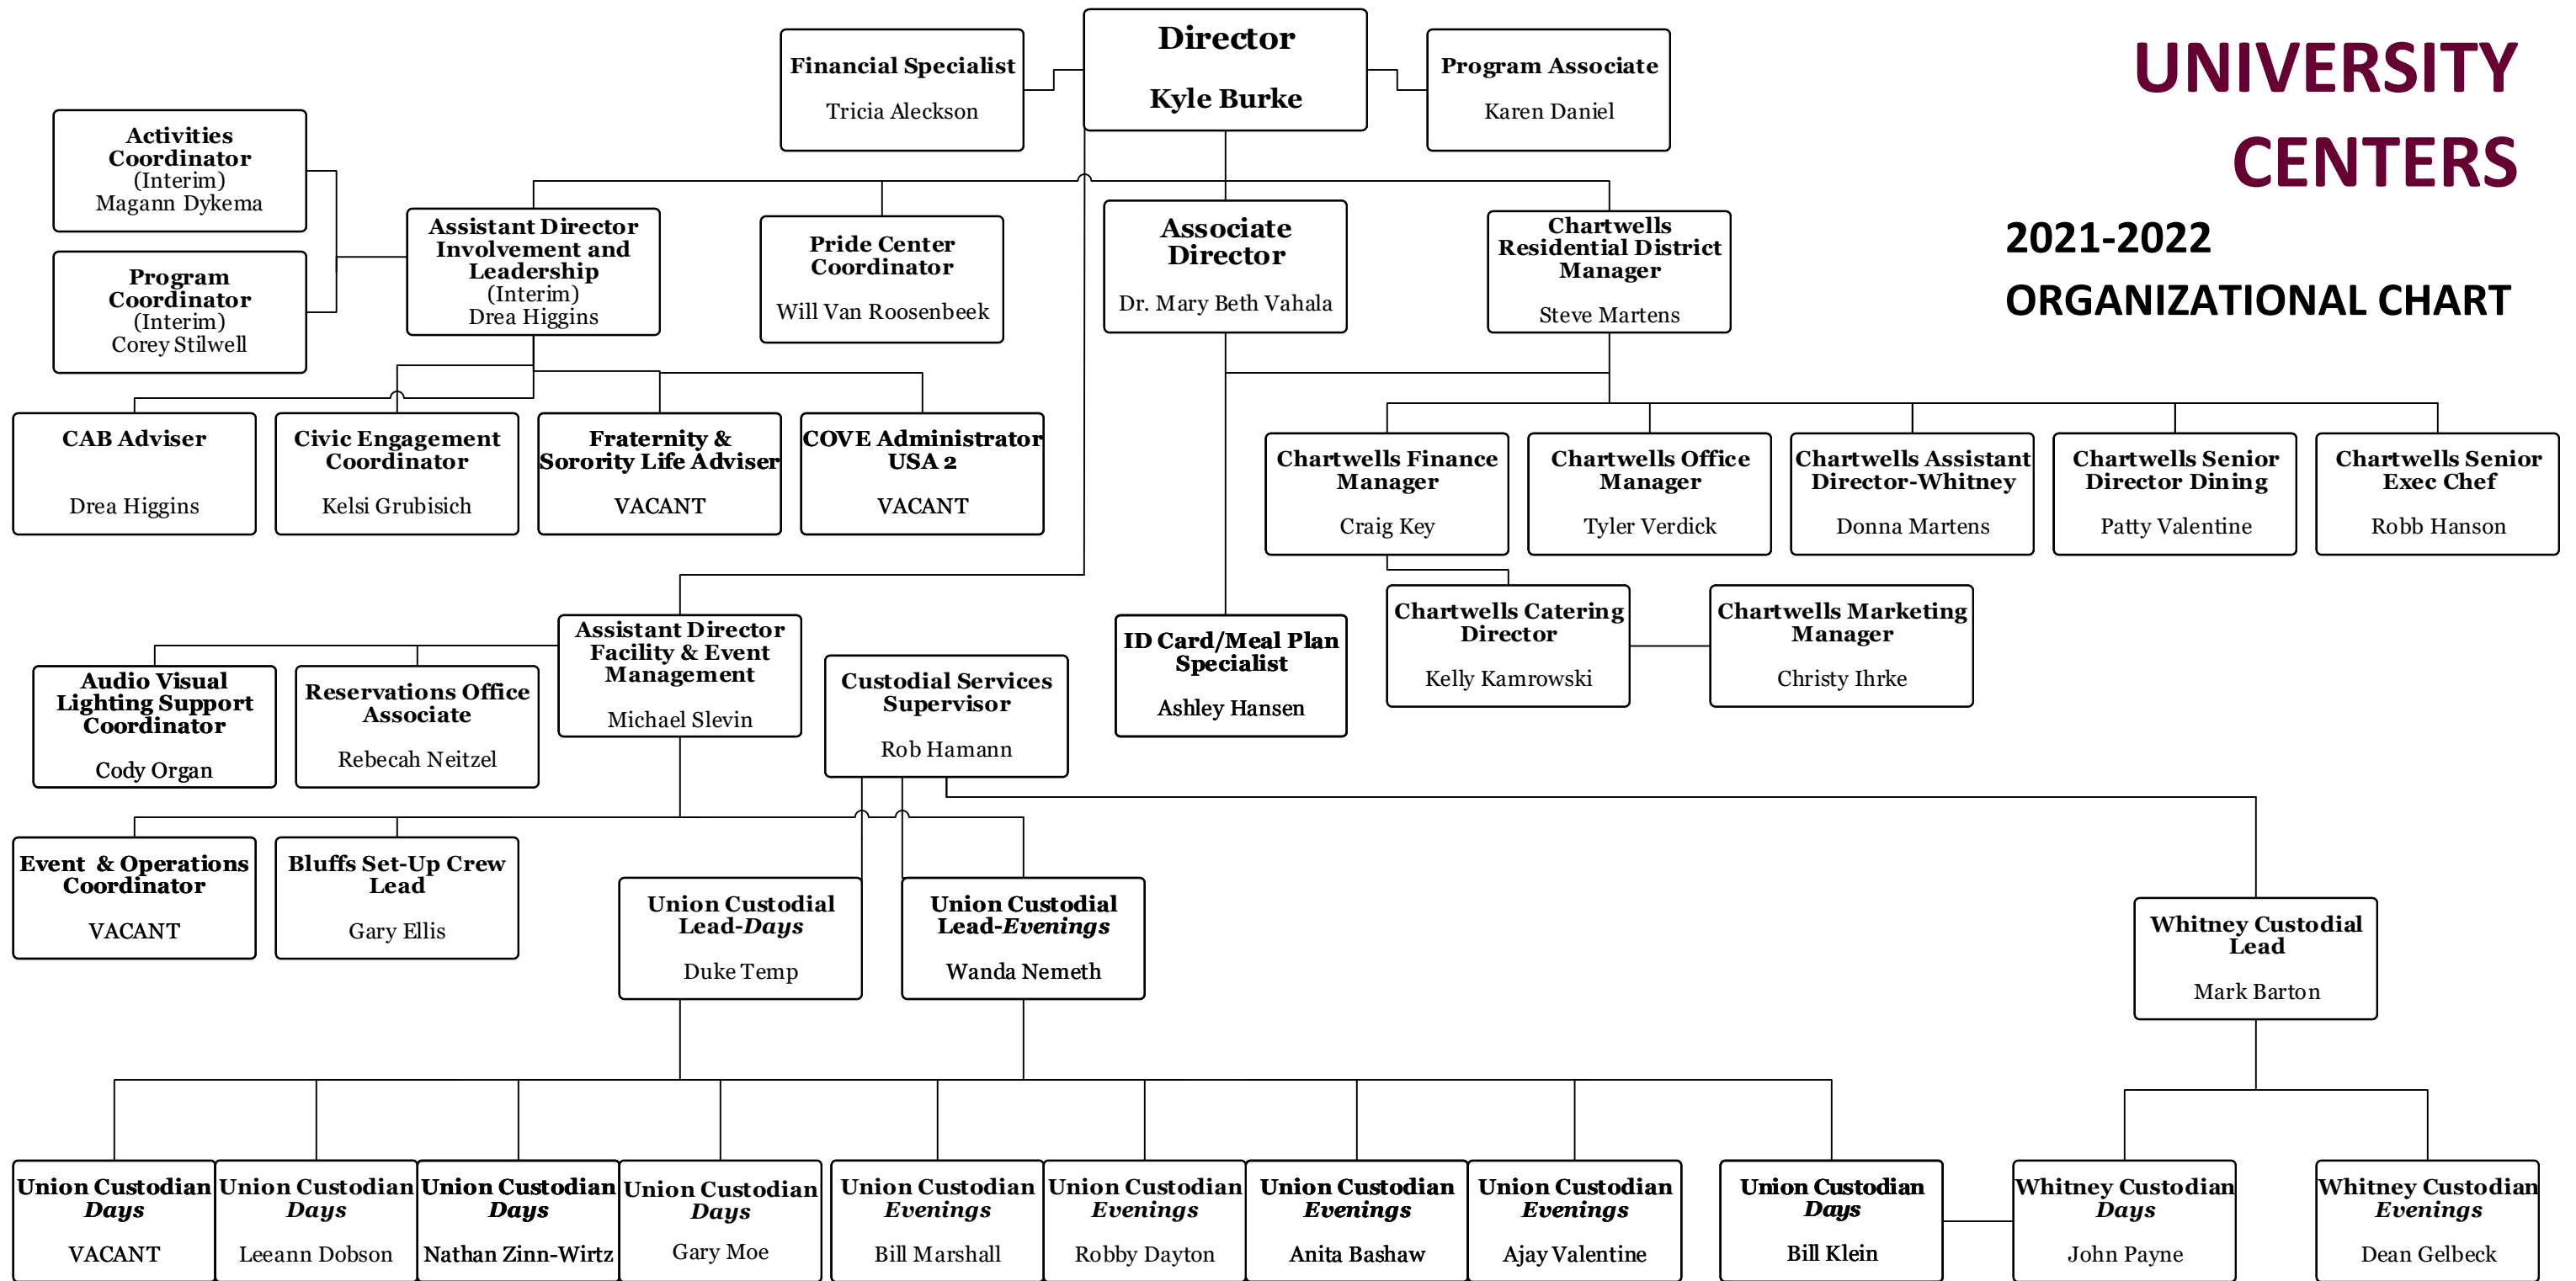 UNIVERSITY
CENTERS
2021-2022
ORGANIZATIONAL CHART
Director
Kyle Burke
Financial Specialist
Tricia Aleckson
Program Associate
Karen Daniel
Activities
Coordinator
(Interim)
Magann Dykema
Program
Coordinator
(Interim)
Corey Stilwell
Assistant Director
Involvement and
Leadership
(Interim)
Drea Higgins
Pride Center
Coordinator
Will Van Roosenbeek
Associate
Director
Dr. Mary Beth Vahala
Chartwells
Residential District
Manager
Steve Martens
CAB Adviser
Drea Higgins
Civic Engagement
Coordinator
Kelsi Grubisich
Fraternity &
Sorority Life Adviser
VACANT
COVE Administrator
USA 2
VACANT
Chartwells Finance
Manager
Craig Key
Chartwells Office
Manager
Tyler Verdick
Chartwells Assistant
Director-Whitney
Donna Martens
Chartwells Senior
Director Dining
Patty Valentine
Chartwells Senior
Exec Chef
Robb Hanson
Chartwells Catering
Director
Kelly Kamrowski
Chartwells Marketing
Manager
Christy Ihrke
ID Card/Meal Plan
Specialist
Ashley Hansen
Assistant Director
Facility & Event
Management
Michael Slevin
Custodial Services
Supervisor
Rob Hamann
Audio Visual
Lighting Support
Coordinator
Cody Organ
Reservations Office
Associate
Rebecah Neitzel
Event & Operations
Coordinator
VACANT
Bluffs Set-Up Crew
Lead
Gary Ellis
Union Custodial
Lead-Days
Duke Temp
Union Custodial
Lead-Evenings
Wanda Nemeth
Whitney Custodial
Lead
Mark Barton
Union Custodian
Days
VACANT
Union Custodian
Days
Leeann Dobson
Union Custodian
Days
Nathan Zinn-Wirtz
Union Custodian
Days
Gary Moe
Union Custodian
Evenings
Bill Marshall
Union Custodian
Evenings
Robby Dayton
Union Custodian
Evenings
Anita Bashaw
Union Custodian
Evenings
Ajay Valentine
Union Custodian
Days
Bill Klein
Whitney Custodian
Days
John Payne
Whitney Custodian
Evenings
Dean Gelbeck